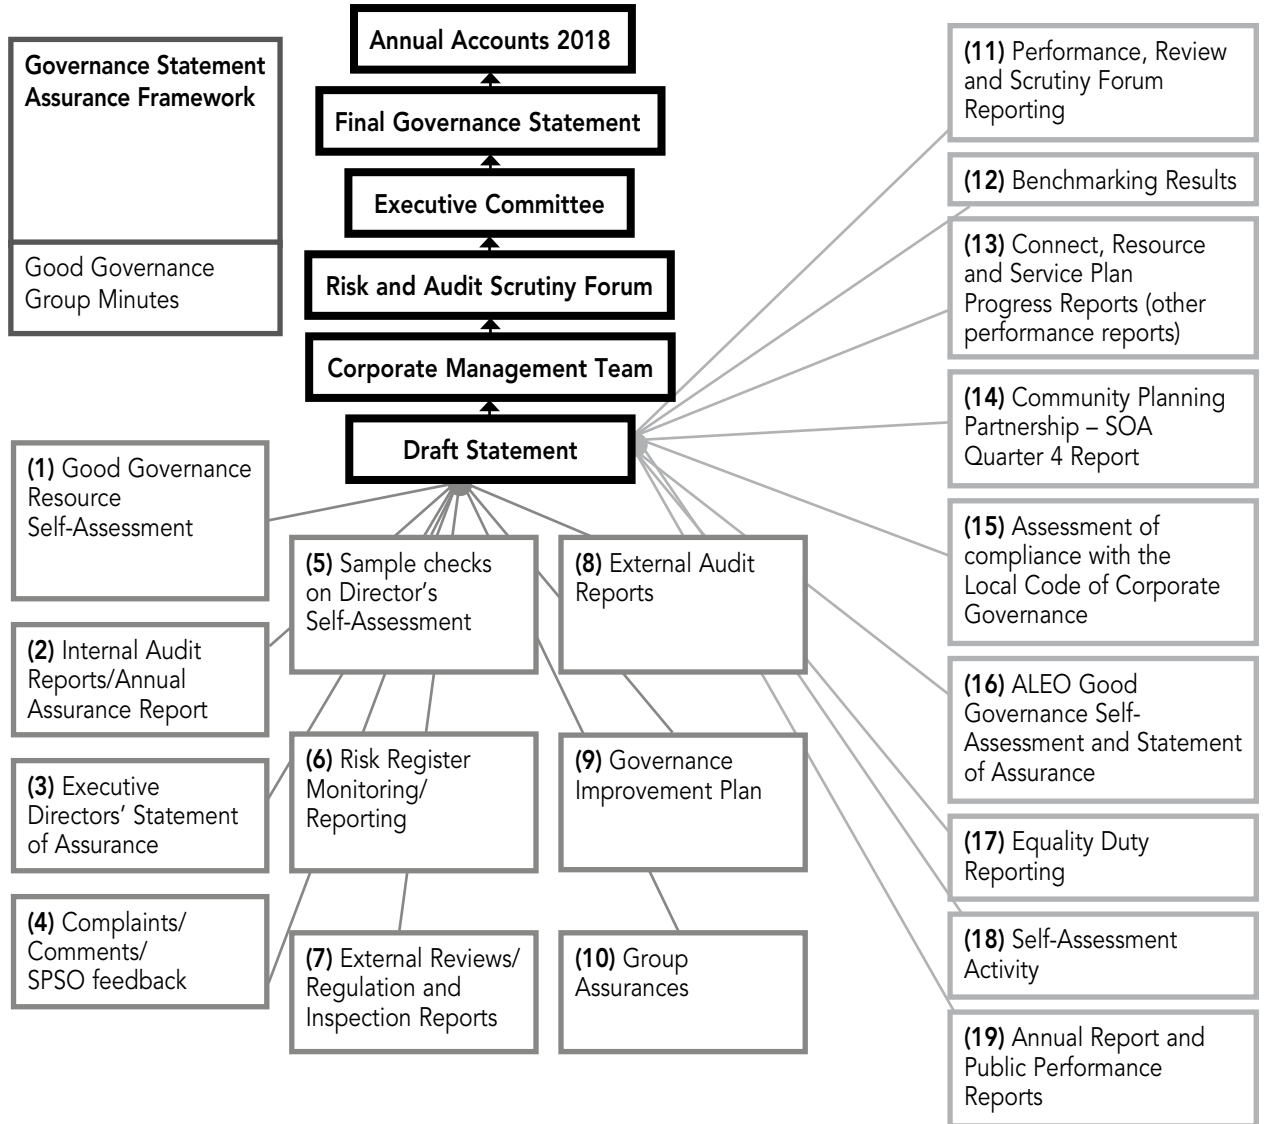 Governance Statement
Assurance Framework
Good Governance
Group Minutes
Annual Accounts 2018
Final Governance Statement
Executive Committee
Risk and Audit Scrutiny Forum
Corporate Management Team
Draft Statement
(1) Good Governance
Resource
Self-Assessment
(2) Internal Audit
Reports/Annual
Assurance Report
(3) Executive
Directors’ Statement
of Assurance
(4) Complaints/
Comments/
SPSO feedback
(5) Sample checks
on Director’s
Self-Assessment
(6) Risk Register
Monitoring/
Reporting
(7) External Reviews/
Regulation and
Inspection Reports
(8) External Audit
Reports
(9) Governance
Improvement Plan
(10) Group
Assurances
(11) Performance, Review
and Scrutiny Forum
Reporting
(12) Benchmarking Results
(13) Connect, Resource
and Service Plan
Progress Reports (other
performance reports)
(14) Community Planning
Partnership – SOA
Quarter 4 Report
(15) Assessment of
compliance with the
Local Code of Corporate
Governance
(16) ALEO Good
Governance Self-
Assessment and Statement
of Assurance
(17) Equality Duty
Reporting
(18) Self-Assessment
Activity
(19) Annual Report and
Public Performance
Reports